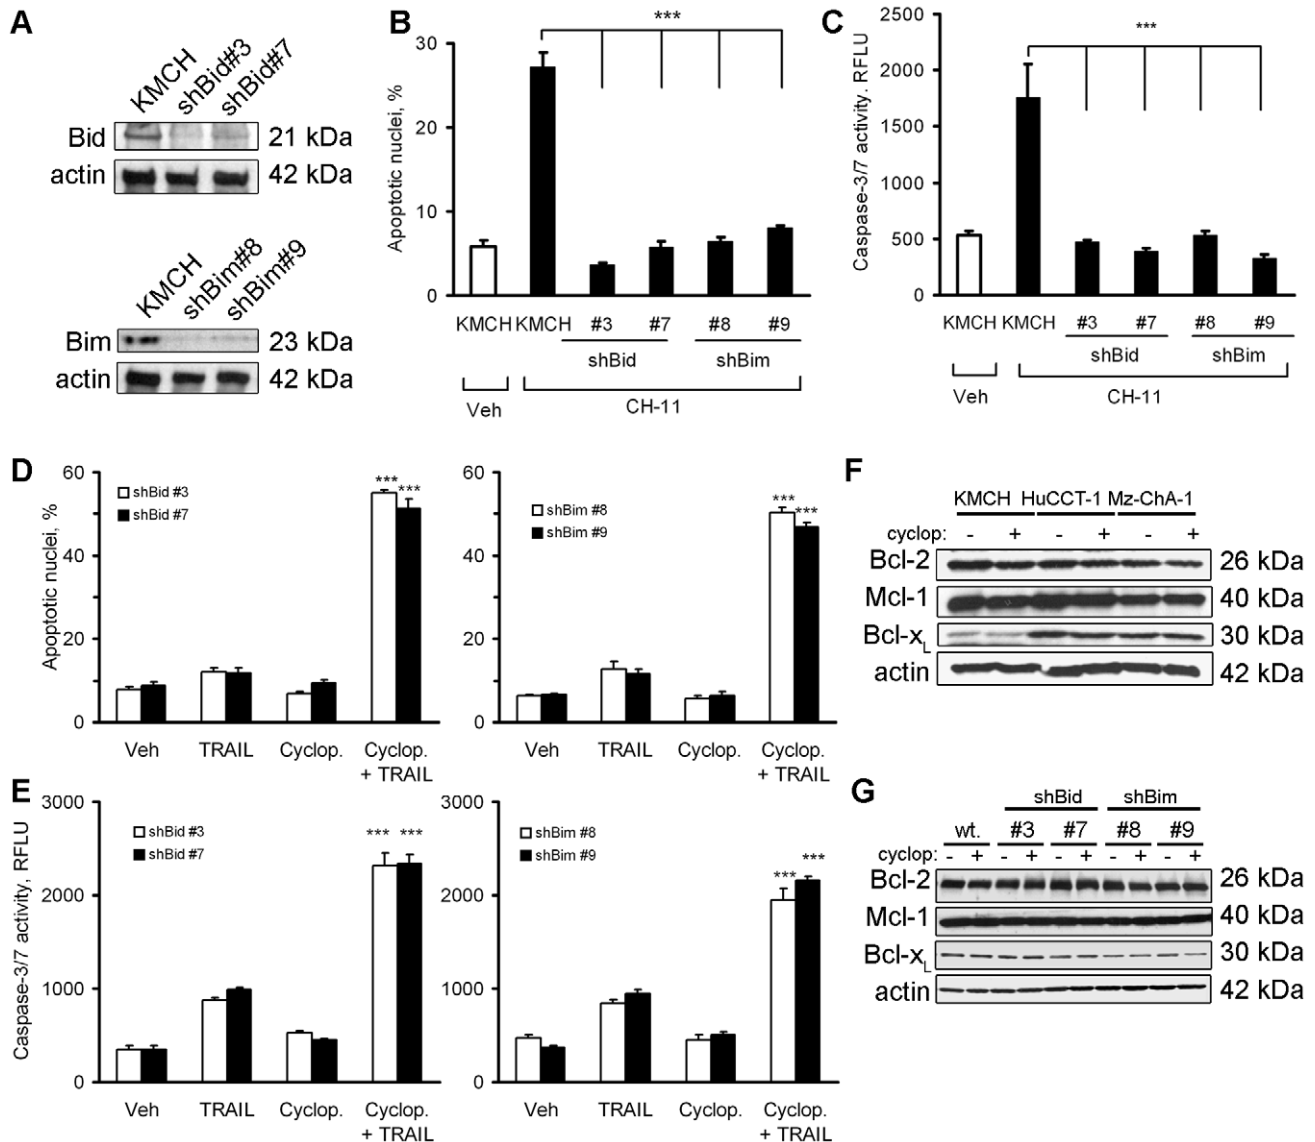 A
KMCH
shBid#3
shBid#7
Bid
21 kDa
actin
42 kDa
KMCH
shBim#8
shBim#9
Bim
23 kDa
actin
42 kDa
B
***
Apoptotic nuclei, %
30
20
10
0
KMCH KMCH #3 #7 #8 #9
shBid shBim
Veh CH-11
C
***
Caspase-3/7 activity. RFLU
2500
2000
1500
1000
500
0
KMCH KMCH #3 #7 #8 #9
shBid shBim
Veh CH-11
D
Apoptotic nuclei, %
60
40
20
0
shBid #3
shBid #7
*** ***
Veh TRAIL Cyclop. Cyclop.
+ TRAIL
60
40
20
0
shBim #8
shBim #9
*** ***
Veh TRAIL Cyclop. Cyclop.
+ TRAIL
E
Caspase-3/7 activity, RFLU
3000
2000
1000
0
shBid #3
shBid #7
*** ***
Veh TRAIL Cyclop. Cyclop.
+ TRAIL
3000
2000
1000
0
shBim #8
shBim #9
*** ***
Veh TRAIL Cyclop. Cyclop.
+ TRAIL
F
KMCH HuCCT-1 Mz-ChA-1
cyclop: - + - + - +
Bcl-2 26 kDa
Mcl-1 40 kDa
Bcl-xL 30 kDa
actin 42 kDa
G
shBid shBim
wt. #3 #7 #8 #9
cyclop: - + - + - + - + - +
Bcl-2 26 kDa
Mcl-1 40 kDa
Bcl-xL 30 kDa
actin 42 kDa